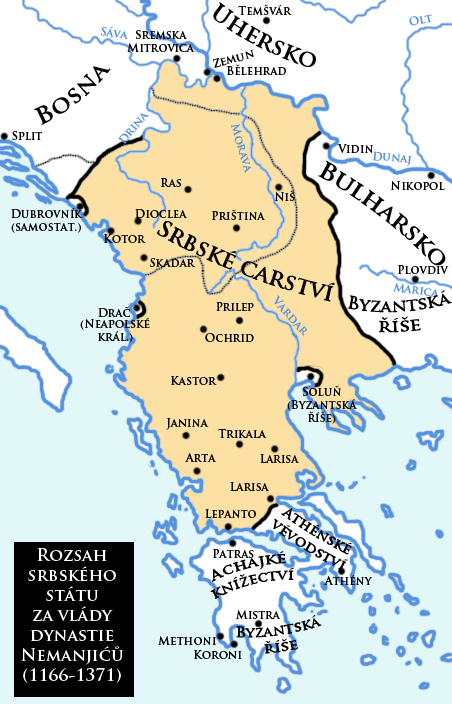 Temšvár
Olt
Uhersko
Sáva
Sremska
Mitrovica
Zemun
Bělehrad
Bosna
Drina
Morava
Split
Vidin
Dunaj
Nikopol
Bulharsko
Ras
Niš
Dubrovník
(samostat.)
Dioclea
Priština
Kotor
Srbské carství
Skadar
Plovdiv
Marica
Byzantská
říše
Drač
(Neapolské
král.)
Prilep
Vardar
Ochrid
Kastor
Soluň
(Byzantská
říše)
Janina
Trikala
Arta
Larisa
Larisa
Lepanto
Athénské
vévodství
Patras
Achajké
knížectví
Athény
Mistra
Byzantská
říše
Methoni
Koroni
Rozsah
srbského
státu
za vlády
dynastie
Nemanjićů
(1166-1371)